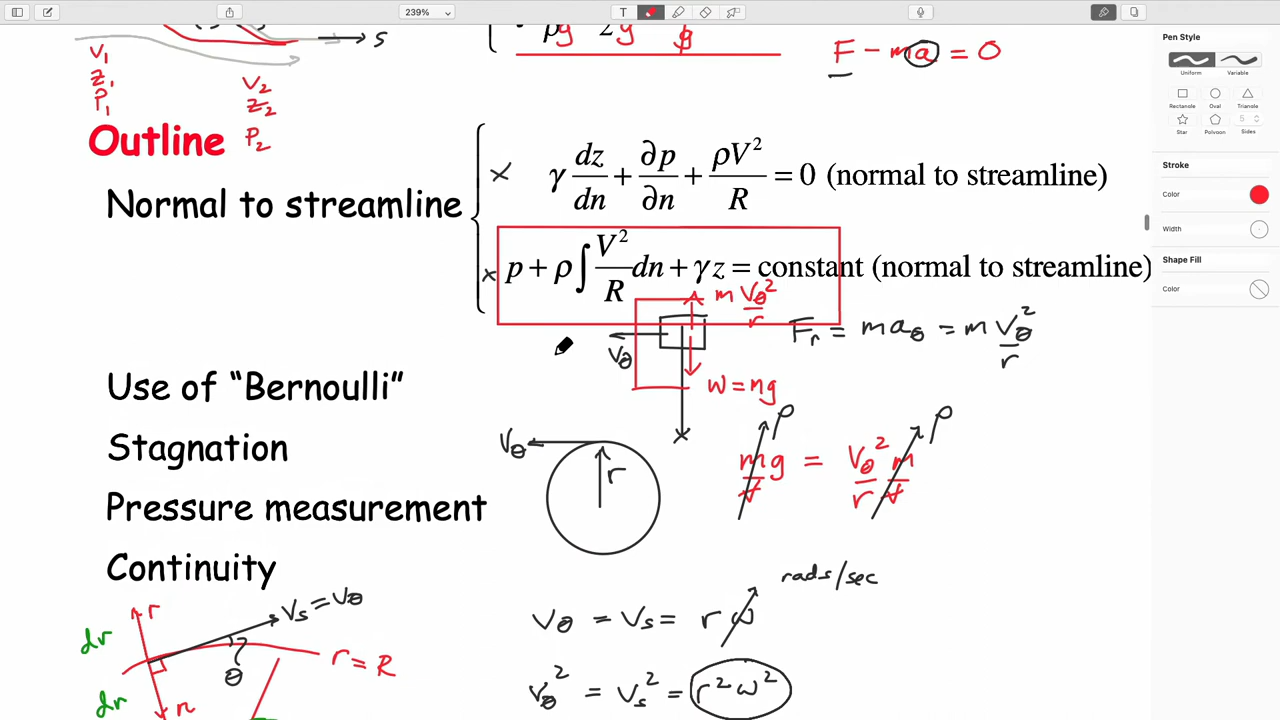 239%
S
ρg 2g g
F - ma = 0
V1
Z1
P1
V2
Z2
P2
Outline
Normal to streamline
× γ dz/dn + ∂p/∂n + ρV²/R = 0 (normal to streamline)
× p + ρ∫ V²/R dn + γz = constant (normal to streamline)
m Vθ²/r
Vθ
W = mg
Fr = maθ = m Vθ²/r
Use of “Bernoulli”
Stagnation
Pressure measurement
Continuity
Vθ
r
ρ
ρ
m/V g = Vθ²/r m/V
rads/sec
Vθ = Vs = rω
Vθ² = Vs² = r²ω²
r
Vs = Vθ
dr
θ
r = R
dr
n
Pen Style
Uniform
Variable
Rectangle
Oval
Triangle
Star
Polygon
5
Sides
Stroke
Color
Width
Shape Fill
Color
T